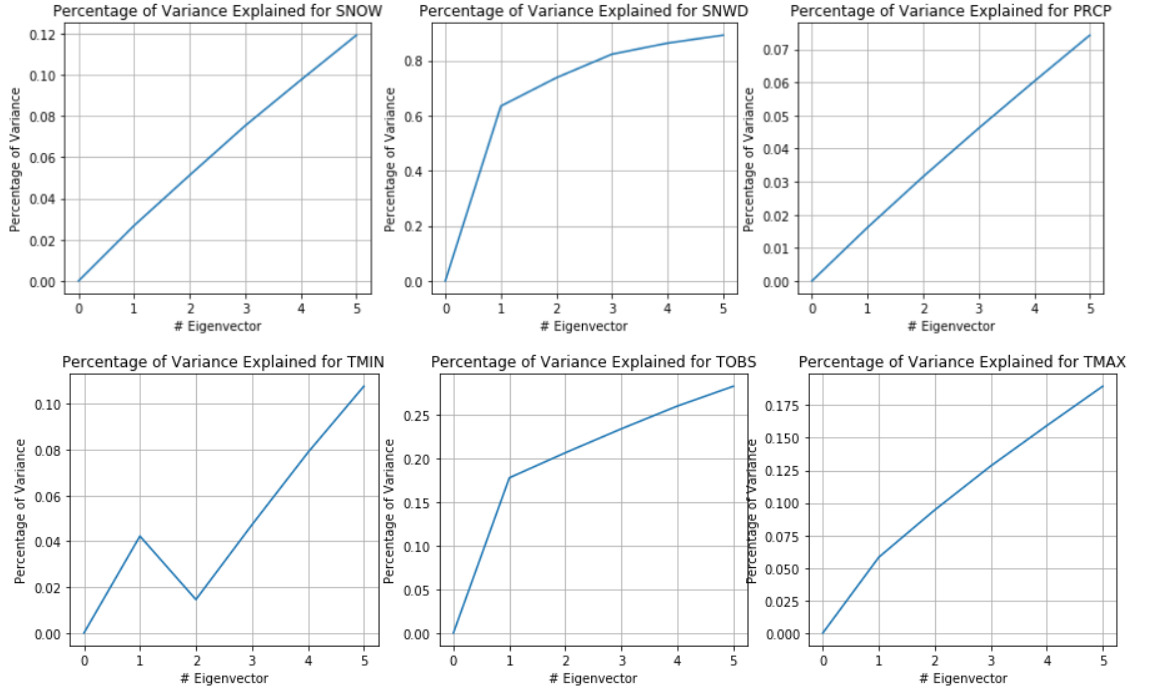 Percentage of Variance Explained for SNOW
Percentage of Variance
0.12
0.10
0.08
0.06
0.04
0.02
0.00
0 1 2 3 4 5
# Eigenvector
Percentage of Variance Explained for SNWD
Percentage of Variance
0.8
0.6
0.4
0.2
0.0
0 1 2 3 4 5
# Eigenvector
Percentage of Variance Explained for PRCP
Percentage of Variance
0.07
0.06
0.05
0.04
0.03
0.02
0.01
0.00
0 1 2 3 4 5
# Eigenvector
Percentage of Variance Explained for TMIN
Percentage of Variance
0.10
0.08
0.06
0.04
0.02
0.00
0 1 2 3 4 5
# Eigenvector
Percentage of Variance Explained for TOBS
Percentage of Variance
0.25
0.20
0.15
0.10
0.05
0.00
0 1 2 3 4 5
# Eigenvector
Percentage of Variance Explained for TMAX
Percentage of Variance
0.175
0.150
0.125
0.100
0.075
0.050
0.025
0.000
0 1 2 3 4 5
# Eigenvector